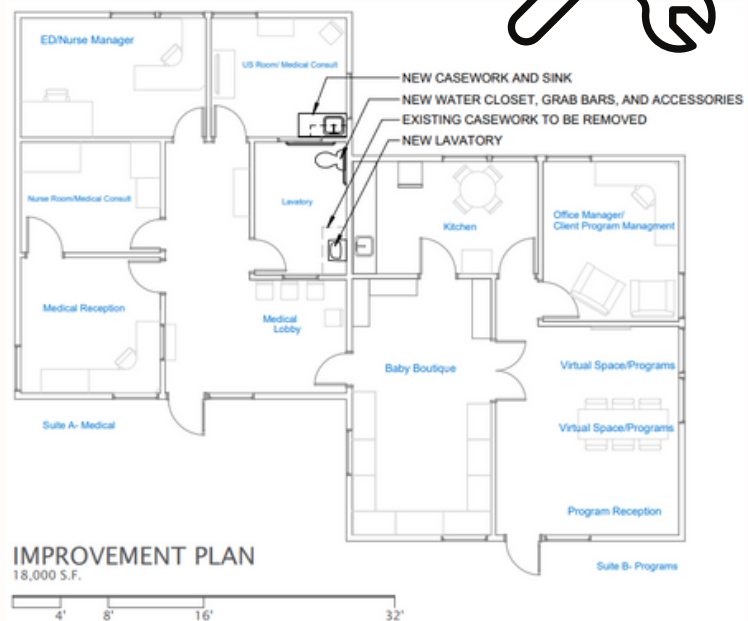 ED/Nurse Manager
US Room/ Medical Consult
NEW CASEWORK AND SINK
NEW WATER CLOSET, GRAB BARS, AND ACCESSORIES
EXISTING CASEWORK TO BE REMOVED
NEW LAVATORY
Nurse Room/Medical Consult
Lavatory
Kitchen
Office Manager/
Client Program Managment
Medical Reception
Medical
Lobby
Baby Boutique
Virtual Space/Programs
Virtual Space/Programs
Program Reception
Suite A- Medical
Suite B- Programs
IMPROVEMENT PLAN
18,000 S.F.
4' 8' 16' 32'